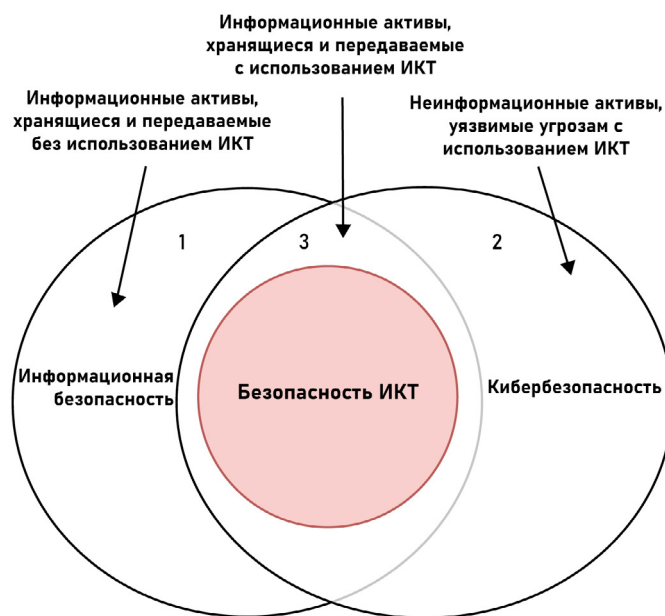 Информационные активы,
хранящиеся и передаваемые
с использованием ИКТ
Информационные активы,
хранящиеся и передаваемые
без использованием ИКТ
Неинформационные активы,
уязвимые угрозам с
использованием ИКТ
1
3
2
Информационная
безопасность
Безопасность ИКТ
Кибербезопасность